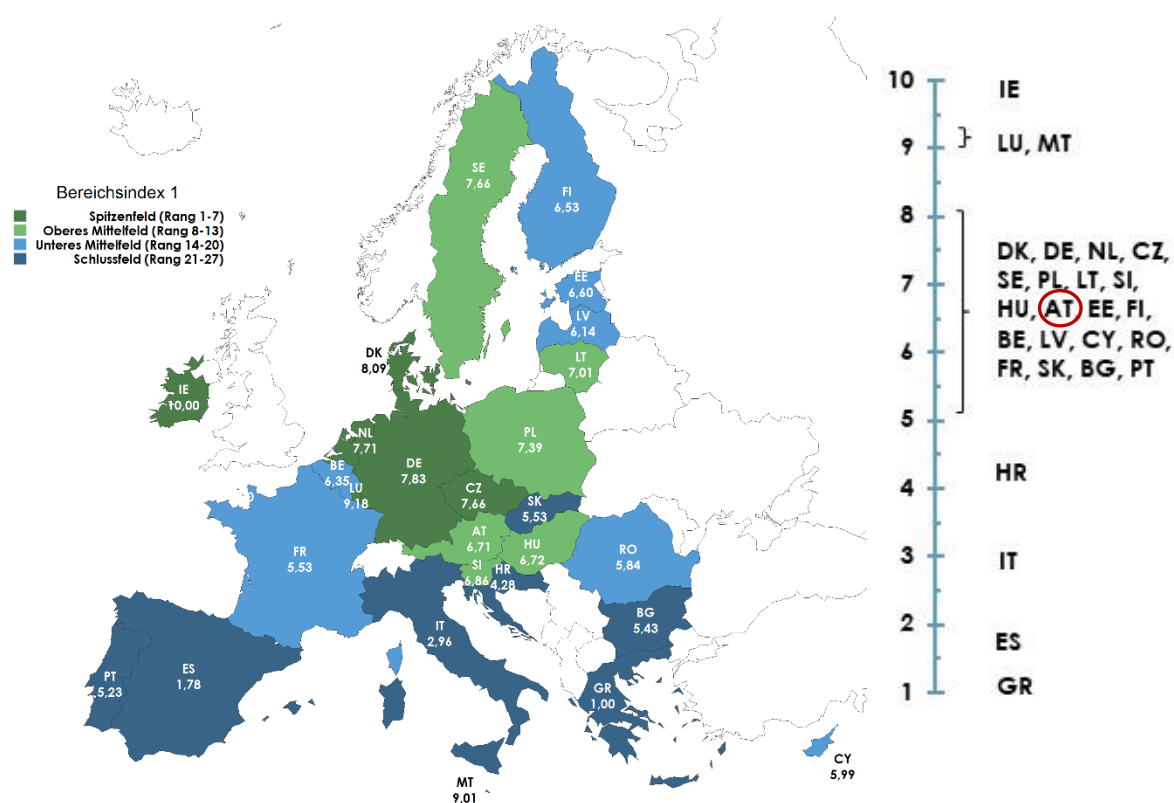 Bereichsindex 1
Spitzenfeld (Rang 1-7)
Oberes Mittelfeld (Rang 8-13)
Unteres Mittelfeld (Rang 14-20)
Schlussfeld (Rang 21-27)
SE
7,66
FI
6,53
EE
6,60
LV
6,14
LT
7,01
DK
8,09
IE
10,00
NL
7,71
DE
7,83
PL
7,39
BE
6,35
LU
9,18
CZ
7,66
SK
5,53
AT
6,71
HU
6,72
SI
6,86
HR
4,28
RO
5,84
FR
5,53
BG
5,43
IT
2,96
PT
5,23
ES
1,78
GR
1,00
MT
9,01
CY
5,99
10
9
8
7
6
5
4
3
2
1
IE
LU, MT
DK, DE, NL, CZ,
SE, PL, LT, SI,
HU, AT EE, FI,
BE, LV, CY, RO,
FR, SK, BG, PT
HR
IT
ES
GR